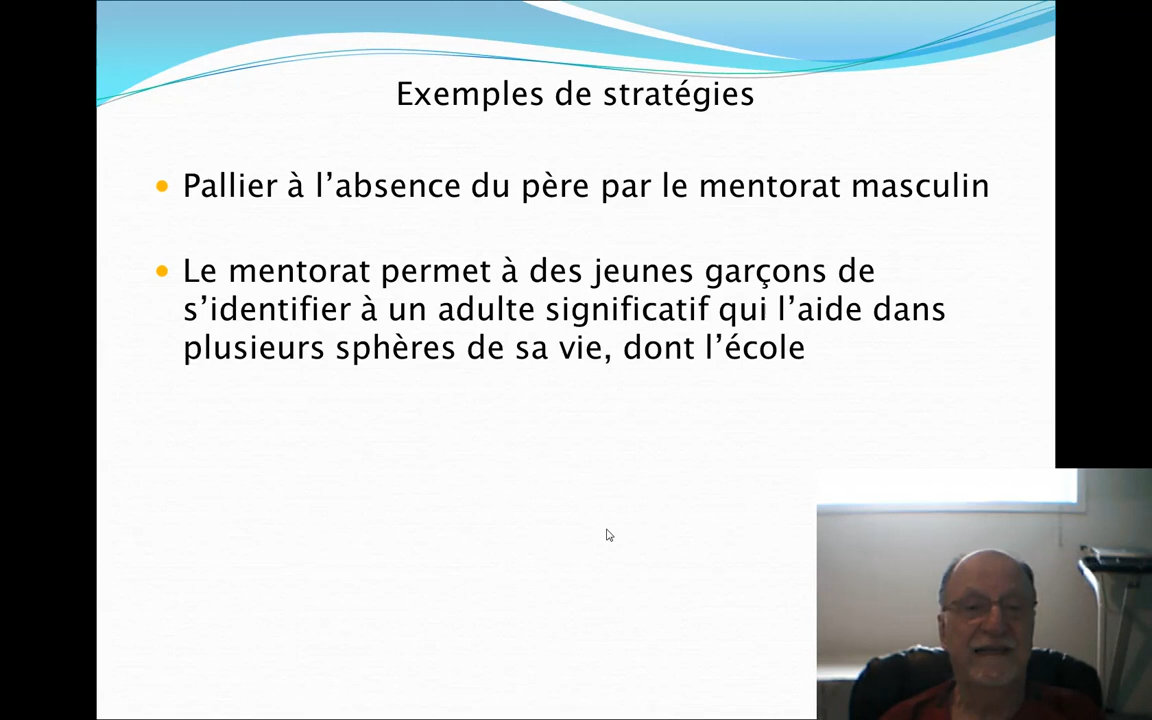 Exemples de stratégies
Pallier à l’absence du père par le mentorat masculin
Le mentorat permet à des jeunes garçons de
s’identifier à un adulte significatif qui l’aide dans
plusieurs sphères de sa vie, dont l’école